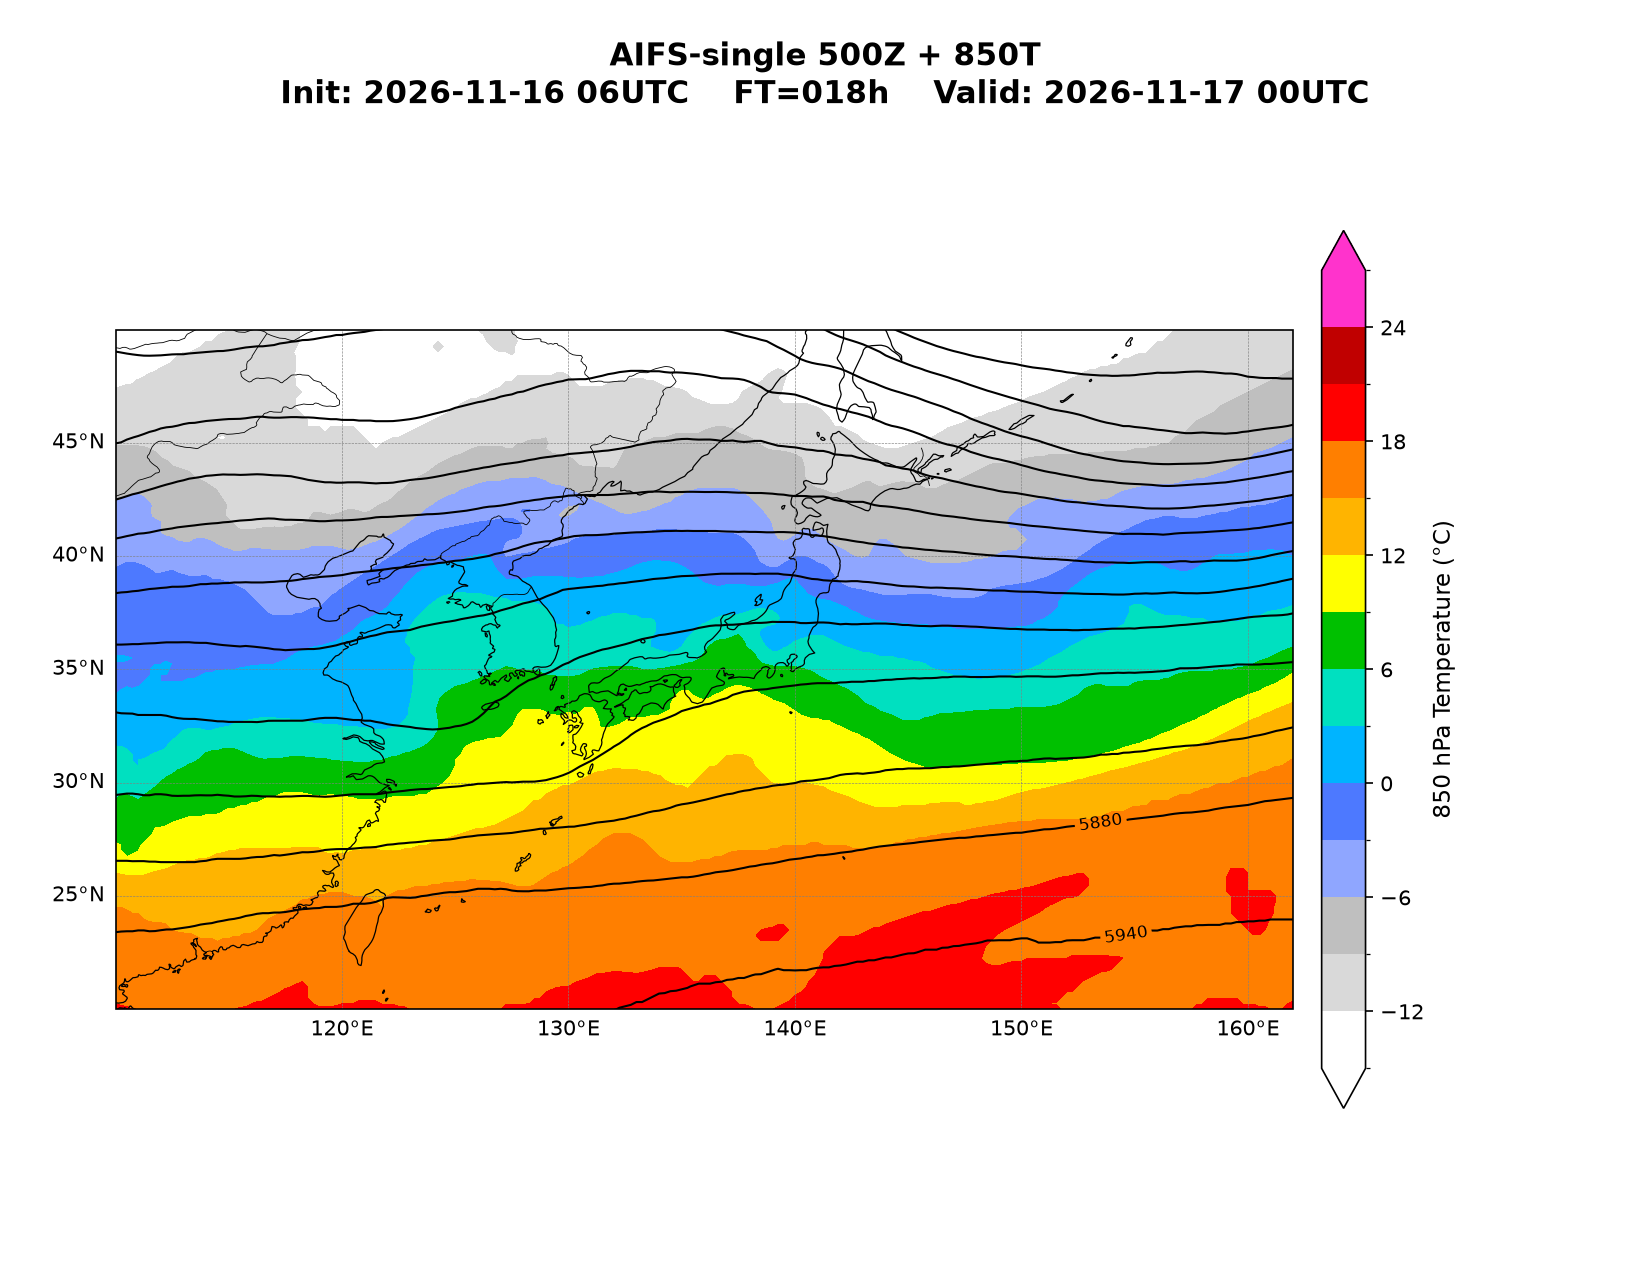 AIFS-single 500Z + 850T
Init: 2026-11-16 06UTC    FT=018h    Valid: 2026-11-17 00UTC
45°N
40°N
35°N
30°N
25°N
5880
5940
120°E
130°E
140°E
150°E
160°E
24
18
12
6
0
−6
−12
850 hPa Temperature (°C)